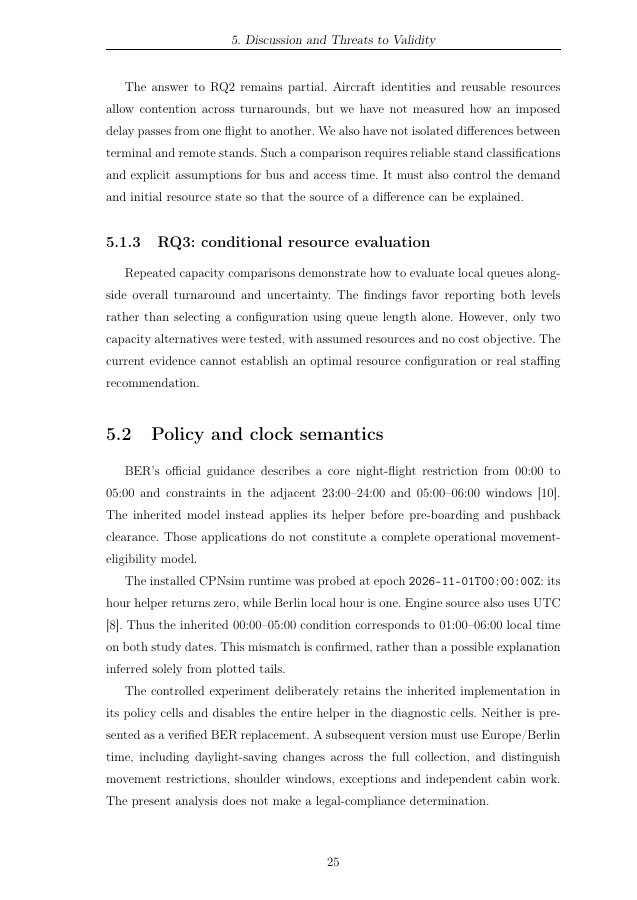 5. Discussion and Threats to Validity
The answer to RQ2 remains partial. Aircraft identities and reusable resources
allow contention across turnarounds, but we have not measured how an imposed
delay passes from one flight to another. We also have not isolated differences between
terminal and remote stands. Such a comparison requires reliable stand classifications
and explicit assumptions for bus and access time. It must also control the demand
and initial resource state so that the source of a difference can be explained.
5.1.3 RQ3: conditional resource evaluation
Repeated capacity comparisons demonstrate how to evaluate local queues along-
side overall turnaround and uncertainty. The findings favor reporting both levels
rather than selecting a configuration using queue length alone. However, only two
capacity alternatives were tested, with assumed resources and no cost objective. The
current evidence cannot establish an optimal resource configuration or real staffing
recommendation.
5.2 Policy and clock semantics
BER's official guidance describes a core night-flight restriction from 00:00 to
05:00 and constraints in the adjacent 23:00–24:00 and 05:00–06:00 windows [10].
The inherited model instead applies its helper before pre-boarding and pushback
clearance. Those applications do not constitute a complete operational movement-
eligibility model.
The installed CPNsim runtime was probed at epoch 2026-11-01T00:00:00Z: its
hour helper returns zero, while Berlin local hour is one. Engine source also uses UTC
[8]. Thus the inherited 00:00–05:00 condition corresponds to 01:00–06:00 local time
on both study dates. This mismatch is confirmed, rather than a possible explanation
inferred solely from plotted tails.
The controlled experiment deliberately retains the inherited implementation in
its policy cells and disables the entire helper in the diagnostic cells. Neither is pre-
sented as a verified BER replacement. A subsequent version must use Europe/Berlin
time, including daylight-saving changes across the full collection, and distinguish
movement restrictions, shoulder windows, exceptions and independent cabin work.
The present analysis does not make a legal-compliance determination.
25